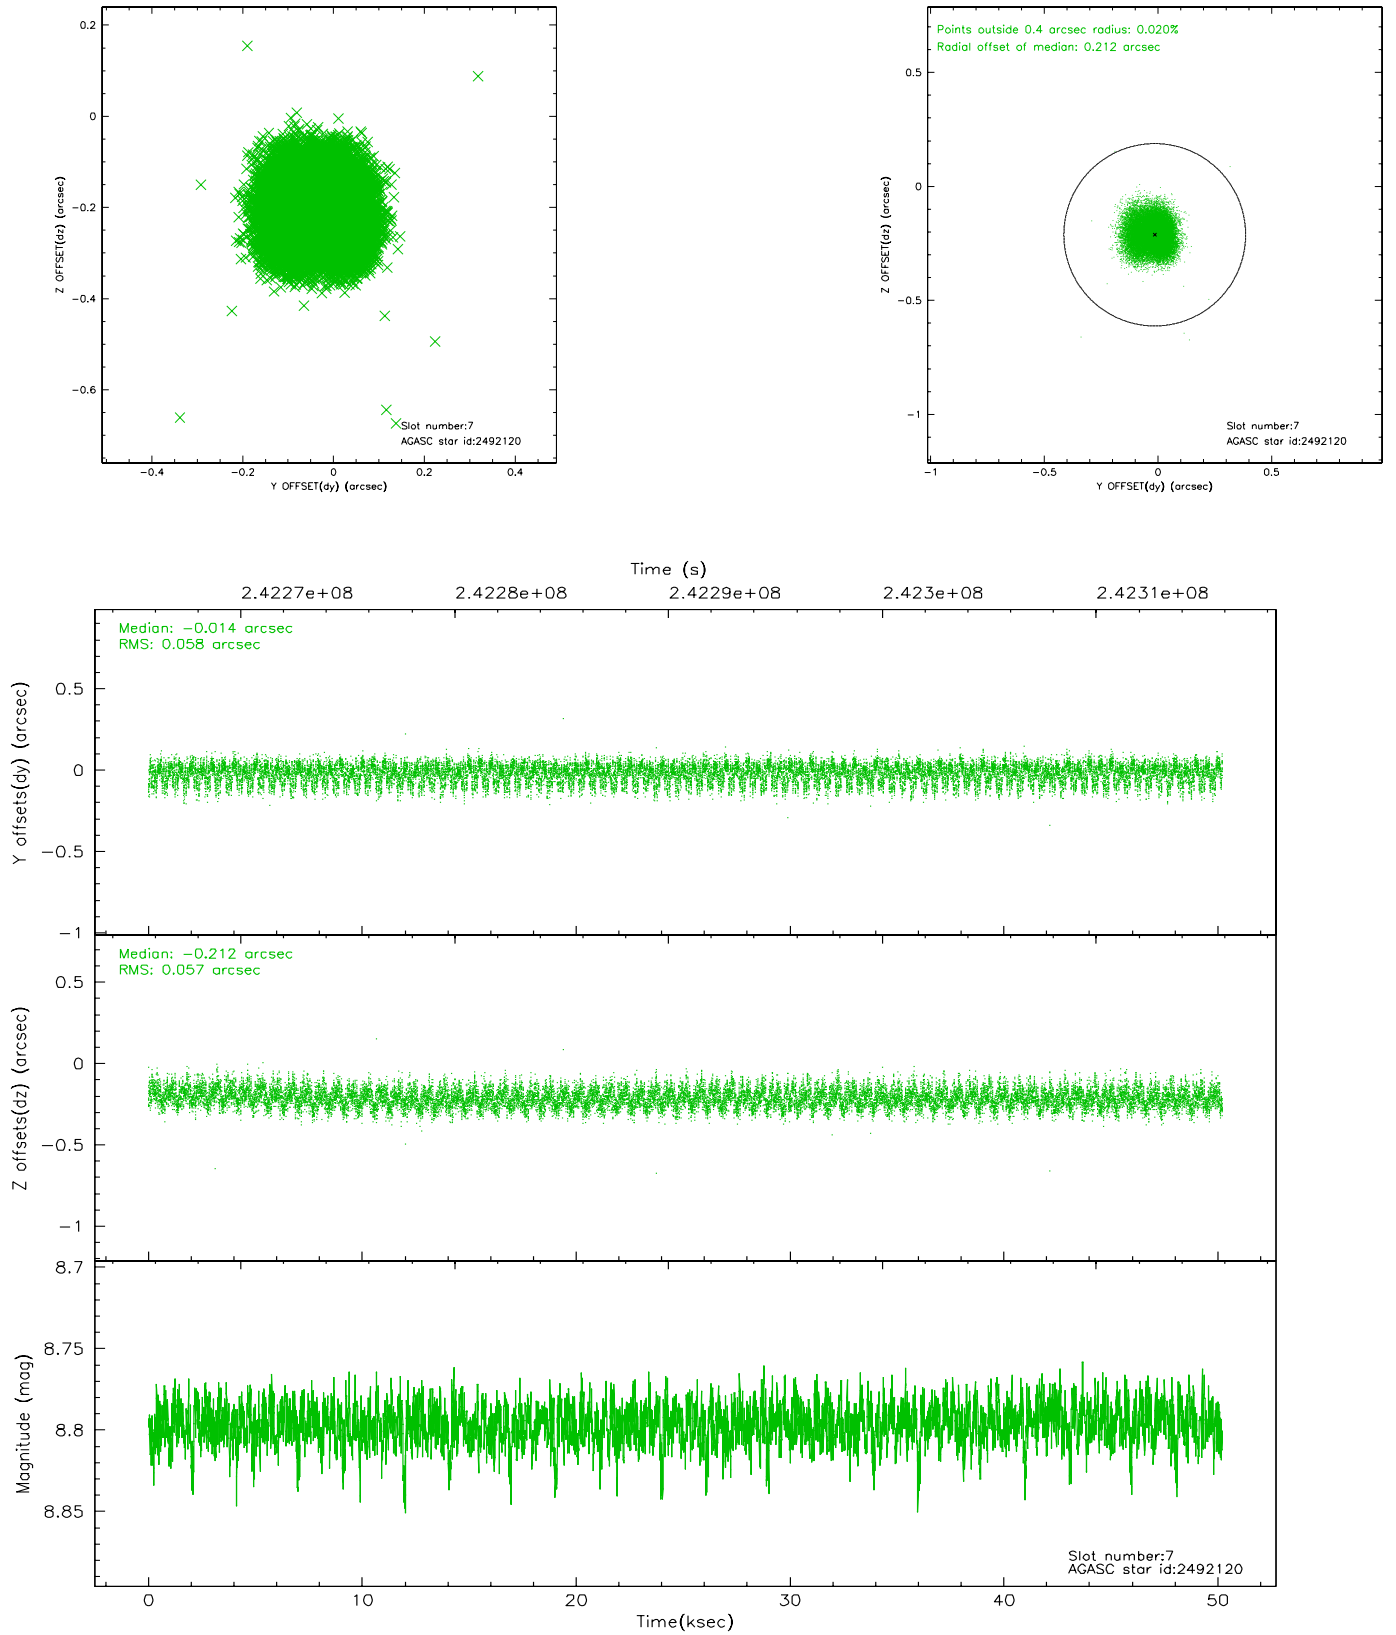 0.2
0
−0.2
−0.4
−0.6
Z OFFSET(dz) (arcsec)
Slot number:7
AGASC star id:2492120
−0.4 −0.2 0 0.2 0.4
Y OFFSET(dy) (arcsec)
Points outside 0.4 arcsec radius: 0.020%
Radial offset of median: 0.212 arcsec
0.5
0
−0.5
−1
Z OFFSET(dz) (arcsec)
Slot number:7
AGASC star id:2492120
−1 −0.5 0 0.5
Y OFFSET(dy) (arcsec)
Time (s)
2.4227e+08 2.4228e+08 2.4229e+08 2.423e+08 2.4231e+08
Median: −0.014 arcsec
RMS: 0.058 arcsec
0.5
0
−0.5
−1
Y offsets(dy) (arcsec)
Median: −0.212 arcsec
RMS: 0.057 arcsec
0.5
0
−0.5
−1
Z offsets(dz) (arcsec)
8.7
8.75
8.8
8.85
Magnitude (mag)
Slot number:7
AGASC star id:2492120
0 10 20 30 40 50
Time(ksec)